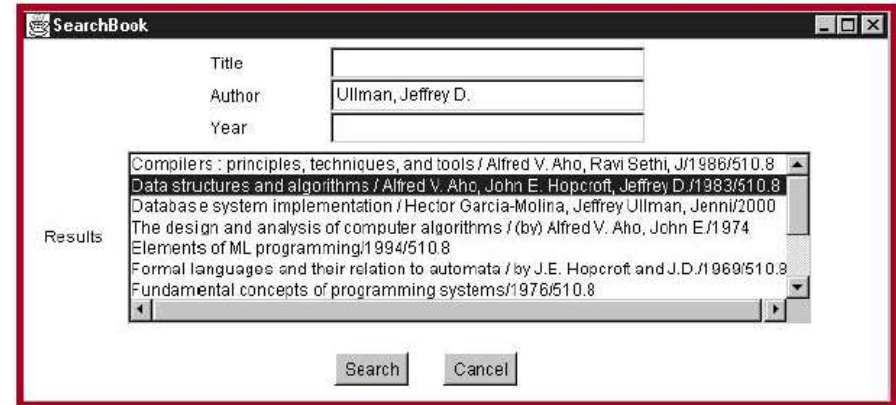 SearchBook
Title
Author Ullman, Jeffrey D.
Year
Results
Compilers : principles, techniques, and tools / Alfred V. Aho, Ravi Sethi, J/1986/510.8
Data structures and algorithms / Alfred V. Aho, John E. Hopcroft, Jeffrey D./1983/510.8
Database system implementation / Hector Garcia-Molina, Jeffrey Ullman, Jenni/2000
The design and analysis of computer algorithms / (by) Alfred V. Aho, John E/1974
Elements of ML programming/1994/510.8
Formal languages and their relation to automata / by J.E. Hopcroft and J.D./1969/510.8
Fundamental concepts of programming systems/1976/510.8
Search Cancel